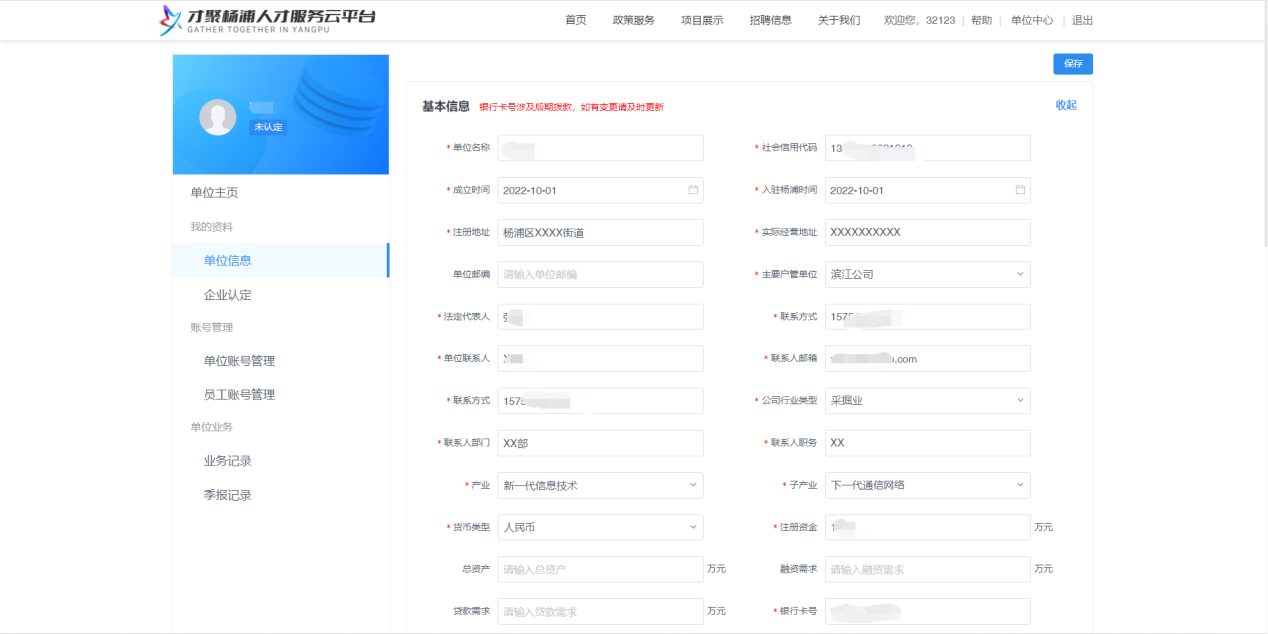 才聚杨浦人才服务云平台
GATHER TOGETHER IN YANGPU
首页 政策服务 项目展示 招聘信息 关于我们 欢迎您，32123 | 帮助 | 单位中心 | 退出
保存
未认定
单位主页
我的资料
单位信息
企业认定
账号管理
单位账号管理
员工账号管理
单位业务
业务记录
季报记录
基本信息 银行卡号涉及后期拨款，如有变更请及时更新 收起
* 单位名称 * 社会信用代码 13
* 成立时间 2022-10-01 * 入驻杨浦时间 2022-10-01
* 注册地址 杨浦区XXXX街道 * 实际经营地址 XXXXXXXXXX
单位邮编 请输入单位邮编 * 主要户管单位 滨江公司
* 法定代表人 * 联系方式 157
* 单位联系人 * 联系人邮箱 .com
* 联系方式 157 * 公司行业类型 采掘业
* 联系人部门 XX部 * 联系人职务 XX
* 产业 新一代信息技术 * 子产业 下一代通信网络
* 货币类型 人民币 * 注册资金 1 万元
总资产 请输入总资产 万元 融资需求 请输入融资需求 万元
贷款需求 请输入贷款需求 万元 * 银行卡号